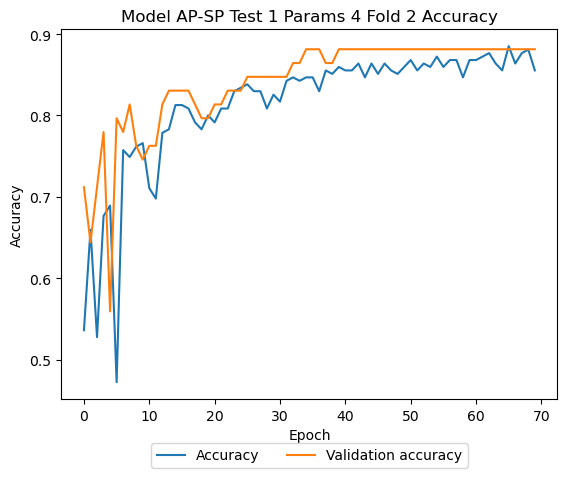 Model AP-SP Test 1 Params 4 Fold 2 Accuracy
0.9
0.8
0.7
0.6
0.5
Accuracy
0 10 20 30 40 50 60 70
Epoch
Accuracy Validation accuracy